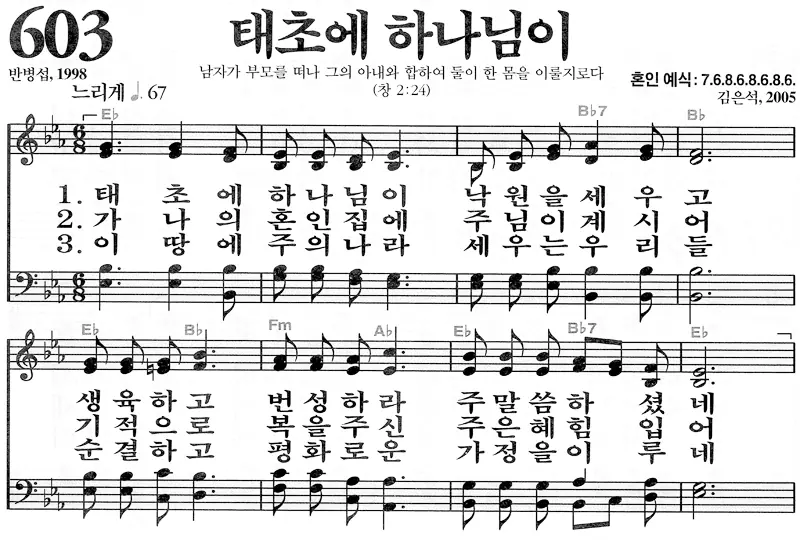 603 태초에 하나님이
반병섭, 1998
남자가 부모를 떠나 그의 아내와 합하여 둘이 한 몸을 이룰지로다
(창 2:24)
혼인 예식: 7.6.8.6.8.6.8.6.
느리게 ♩. 67
김은석, 2005
E♭ B♭7 B♭
6 8
1. 태 초 에 하 나 님 이 낙 원 을 세 우 고
2. 가 나 의 혼 인 집 에 주 님 이 계 시 어
3. 이 땅 에 주 의 나 라 세 우 는 우 리 들
6 8
E♭ B♭ Fm A♭ E♭ B♭7 E♭
생 육 하 고 번 성 하 라 주 말 씀 하 셨 네
기 적 으 로 복 을 주 신 주 은 혜 힘 입 어
순 결 하 고 평 화 로 운 가 정 을 이 루 네